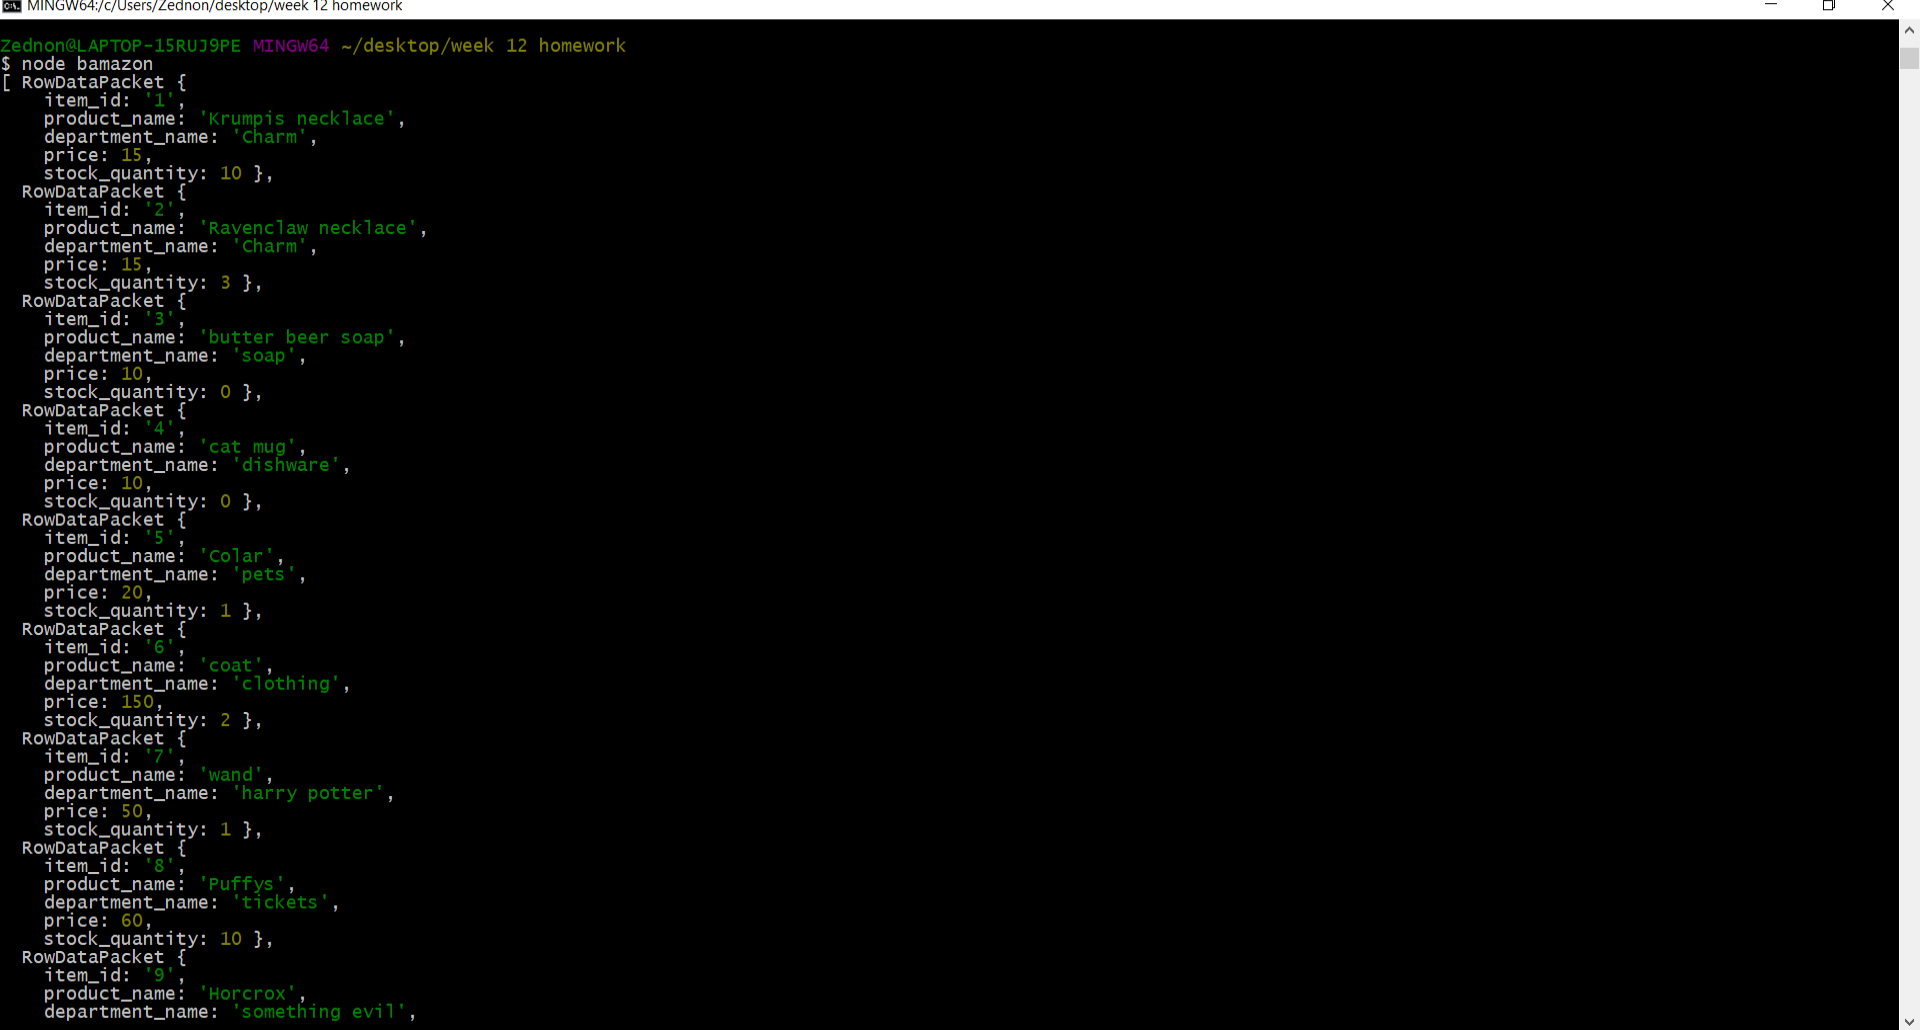 MINGW64:/c/Users/Zednon/desktop/week 12 homework
Zednon@LAPTOP-15RUJ9PE MINGW64 ~/desktop/week 12 homework
$ node bamazon
[ RowDataPacket {
    item_id: '1',
    product_name: 'Krumpis necklace',
    department_name: 'Charm',
    price: 15,
    stock_quantity: 10 },
  RowDataPacket {
    item_id: '2',
    product_name: 'Ravenclaw necklace',
    department_name: 'Charm',
    price: 15,
    stock_quantity: 3 },
  RowDataPacket {
    item_id: '3',
    product_name: 'butter beer soap',
    department_name: 'soap',
    price: 10,
    stock_quantity: 0 },
  RowDataPacket {
    item_id: '4',
    product_name: 'cat mug',
    department_name: 'dishware',
    price: 10,
    stock_quantity: 0 },
  RowDataPacket {
    item_id: '5',
    product_name: 'Colar',
    department_name: 'pets',
    price: 20,
    stock_quantity: 1 },
  RowDataPacket {
    item_id: '6',
    product_name: 'coat',
    department_name: 'clothing',
    price: 150,
    stock_quantity: 2 },
  RowDataPacket {
    item_id: '7',
    product_name: 'wand',
    department_name: 'harry potter',
    price: 50,
    stock_quantity: 1 },
  RowDataPacket {
    item_id: '8',
    product_name: 'Puffys',
    department_name: 'tickets',
    price: 60,
    stock_quantity: 10 },
  RowDataPacket {
    item_id: '9',
    product_name: 'Horcrox',
    department_name: 'something evil',